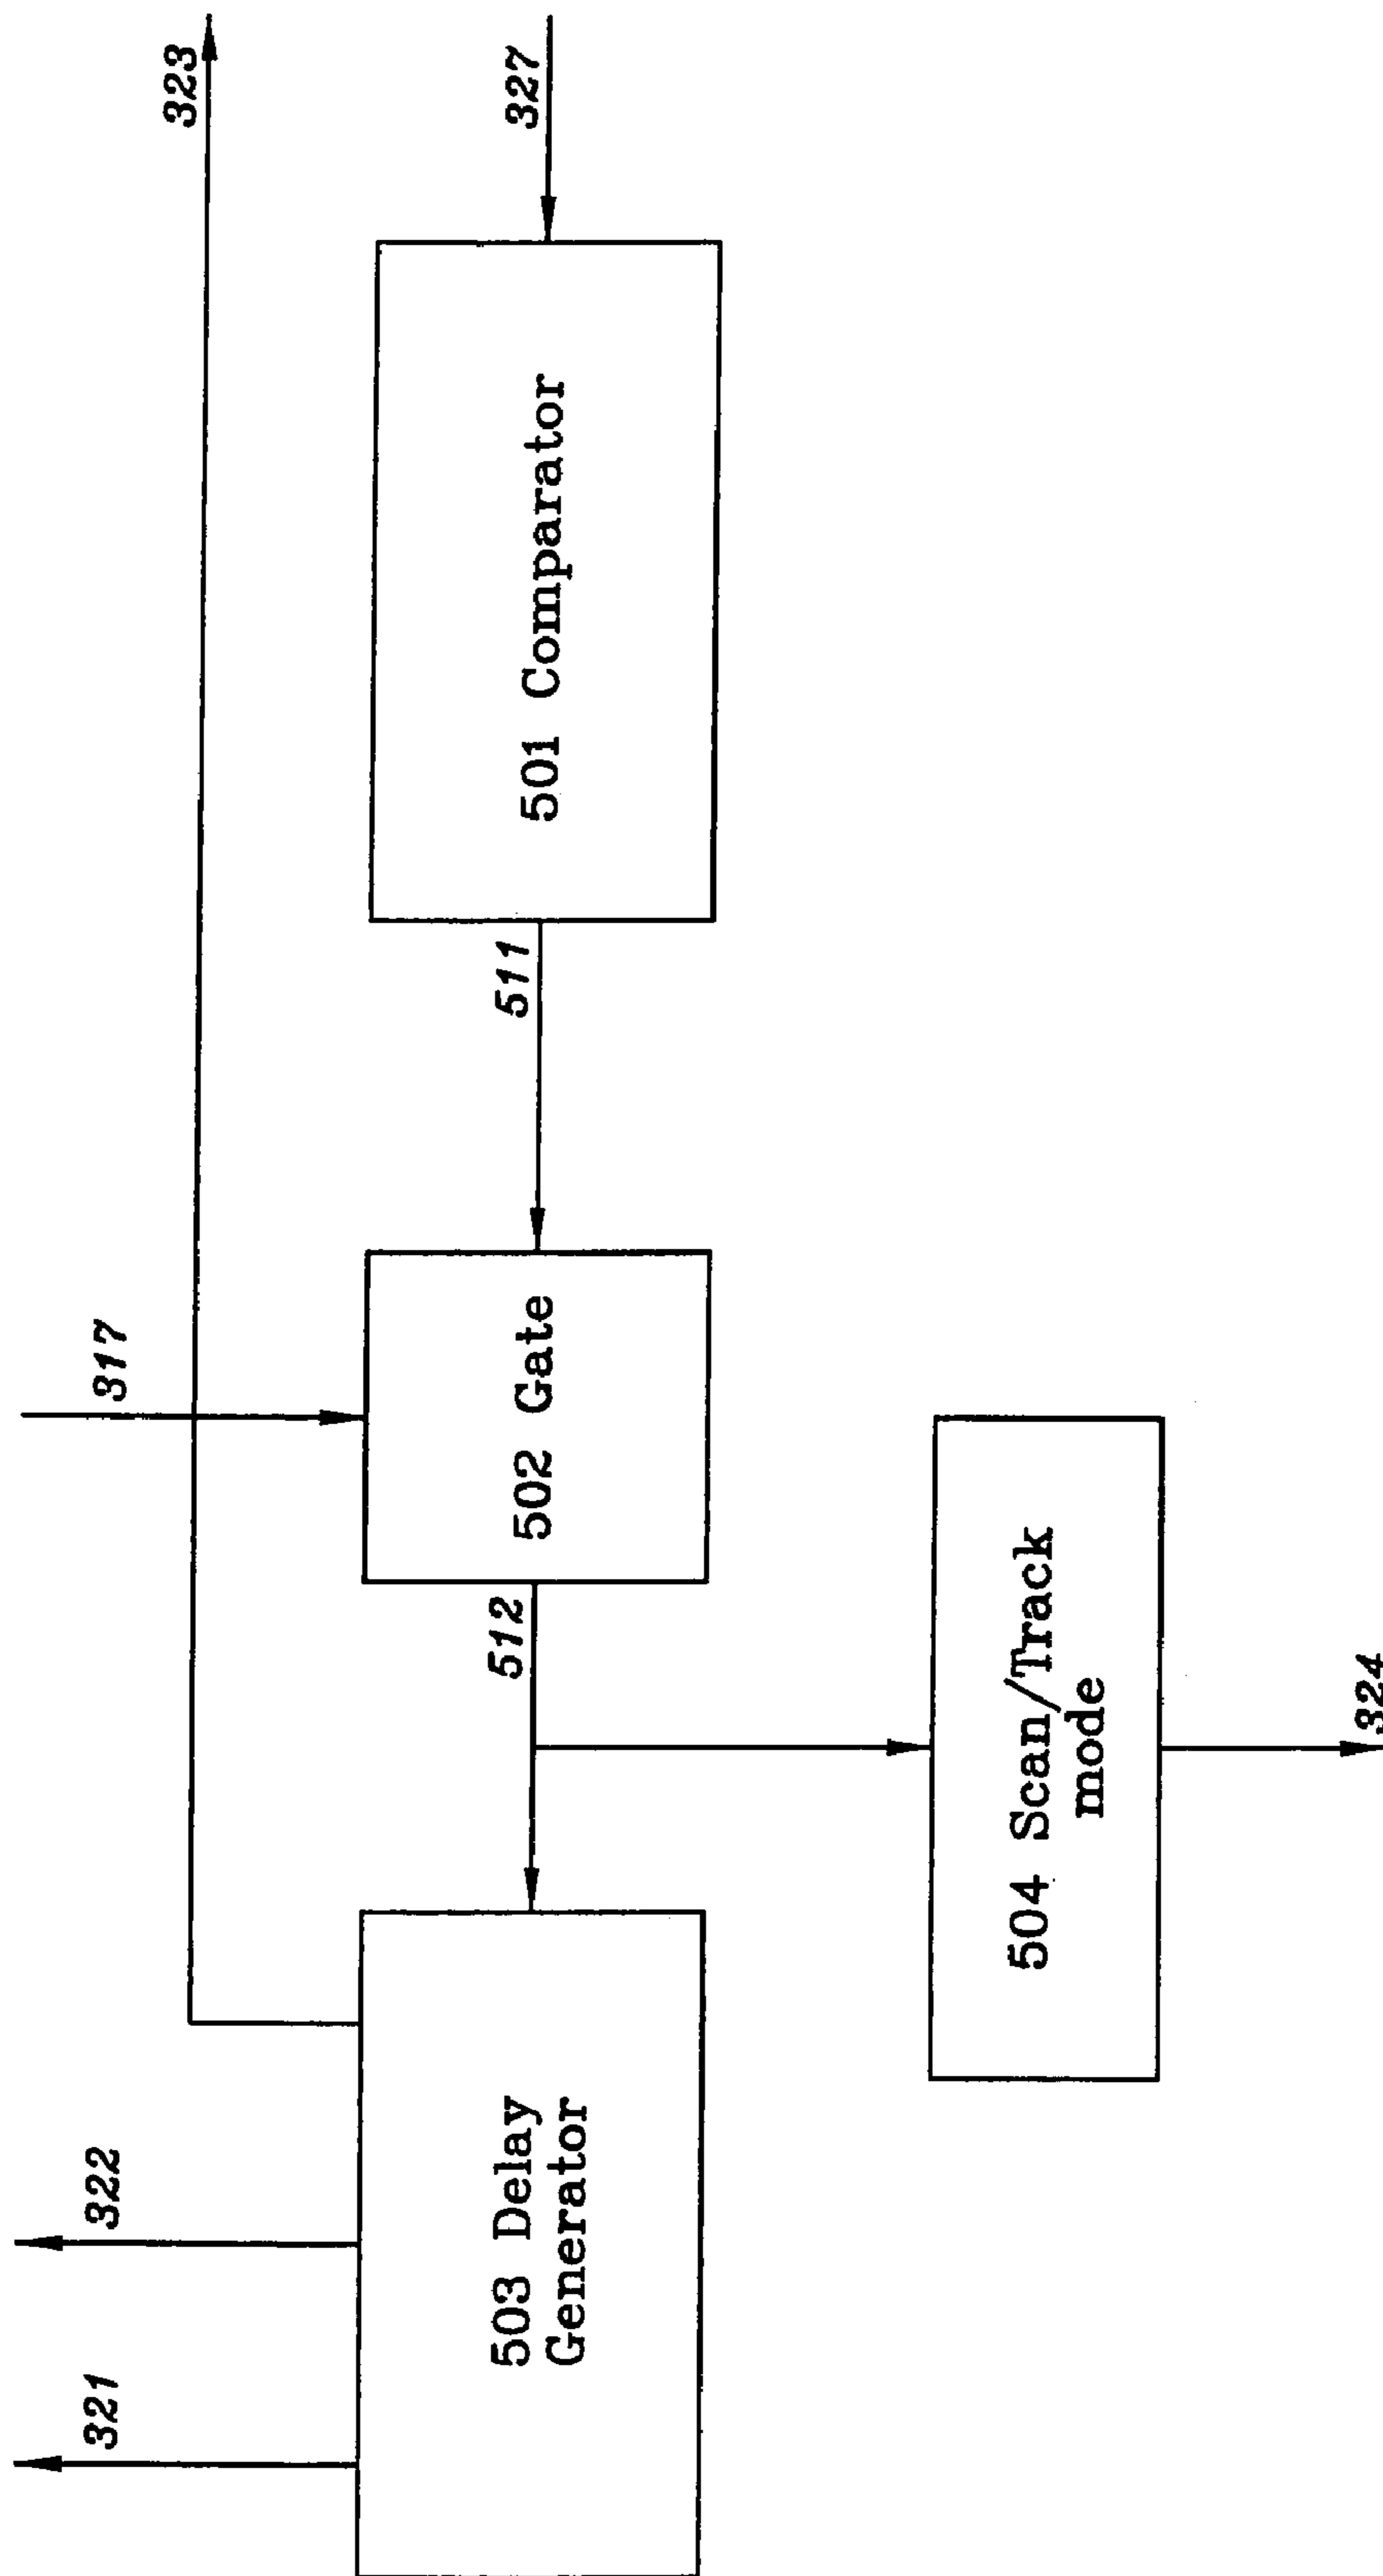 323
327
501 Comparator
511
317
502 Gate
512
504 Scan/Track
mode
324
503 Delay
Generator
322
321